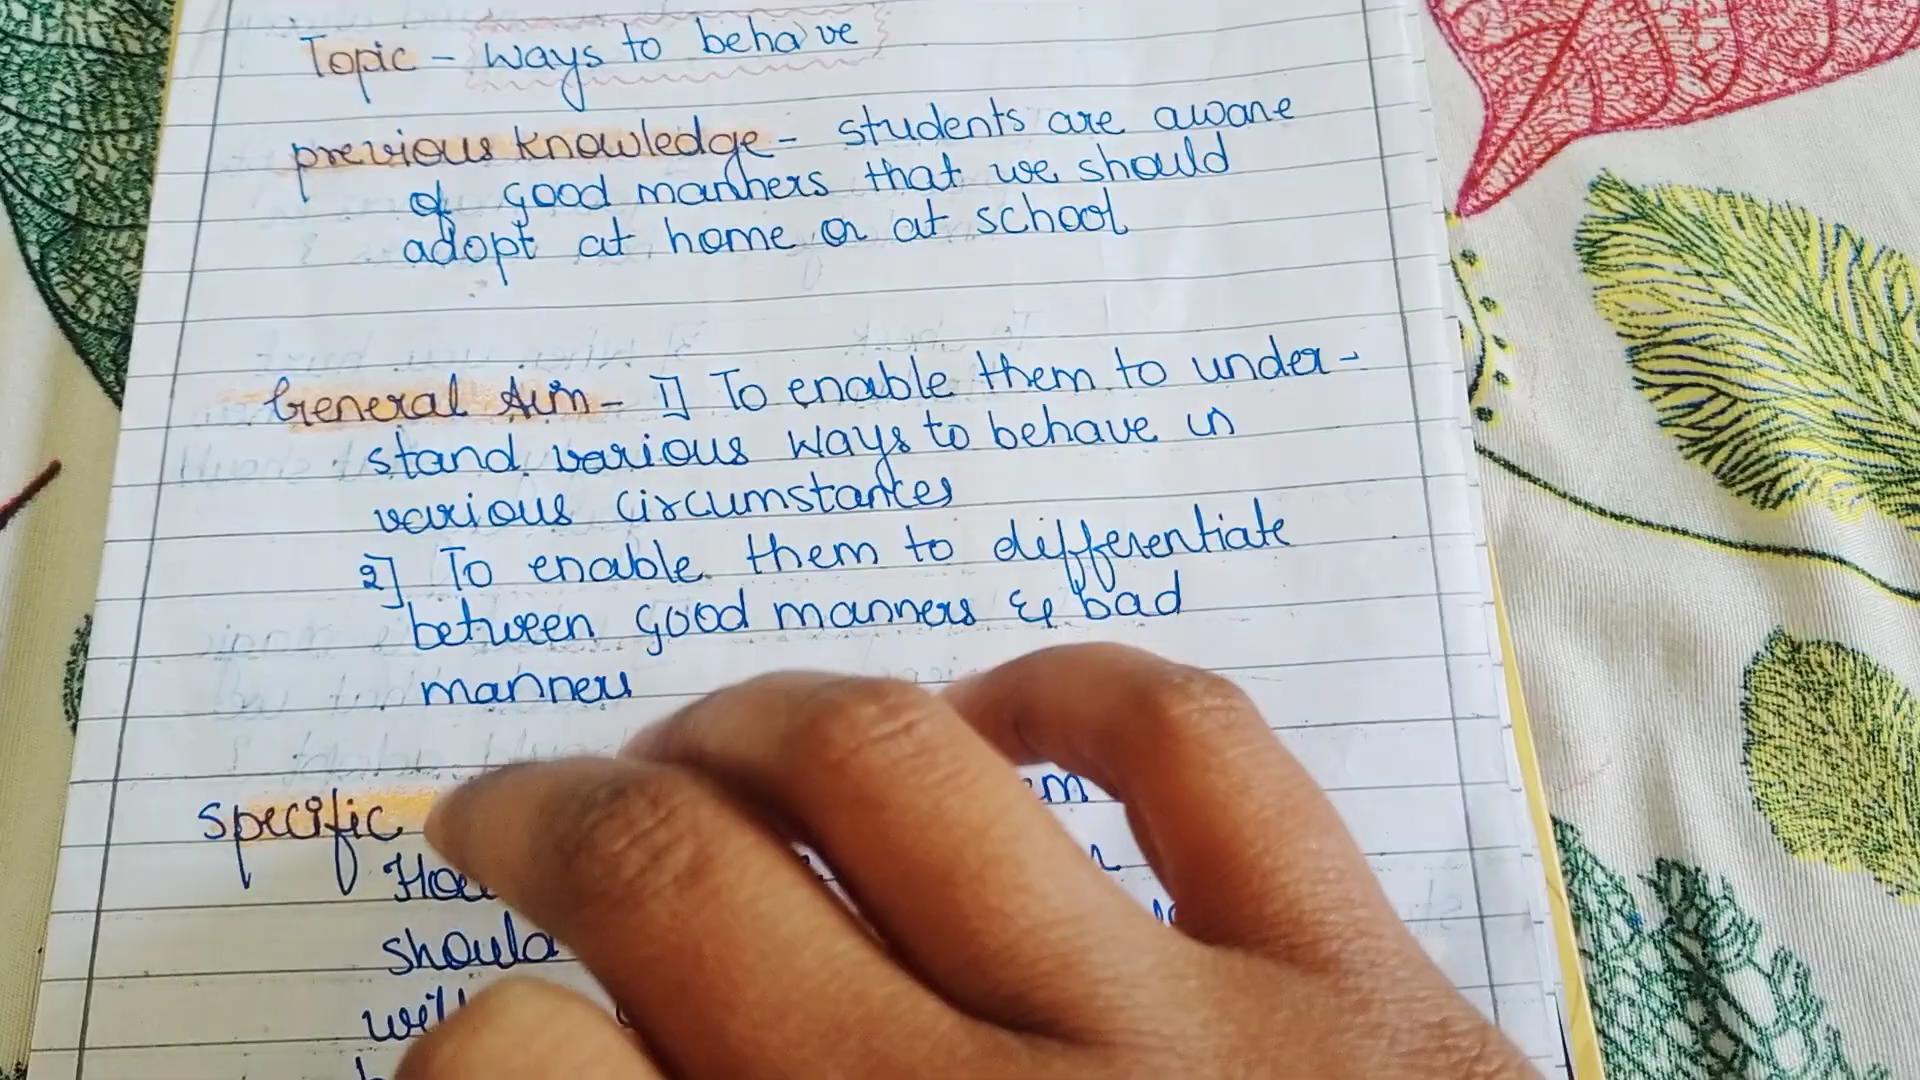 Topic - ways to behave
previous knowledge - students are aware
of good manners that we should
adopt at home or at school
General Aim - 1] To enable them to under-
stand various ways to behave in
various circumstances
2] To enable them to differentiate
between good manners & bad
manners
specific
should